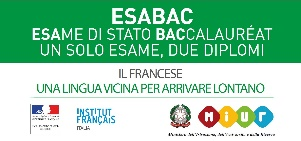 ESABAC
ESAME DI STATO BACCALAURÉAT
UN SOLO ESAME, DUE DIPLOMI
IL FRANCESE
UNA LINGUA VICINA PER ARRIVARE LONTANO
INSTITUT
FRANÇAIS
ITALIA
MIUR